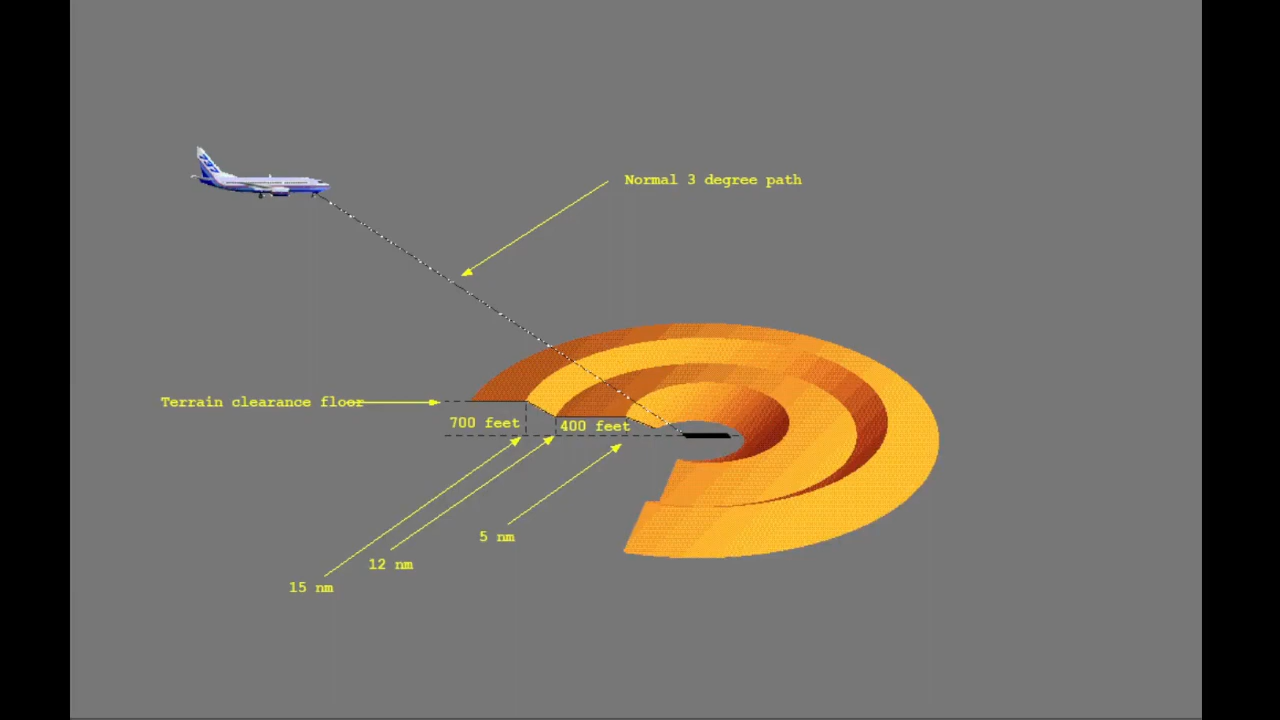 Normal 3 degree path
Terrain clearance floor
700 feet
400 feet
5 nm
12 nm
15 nm